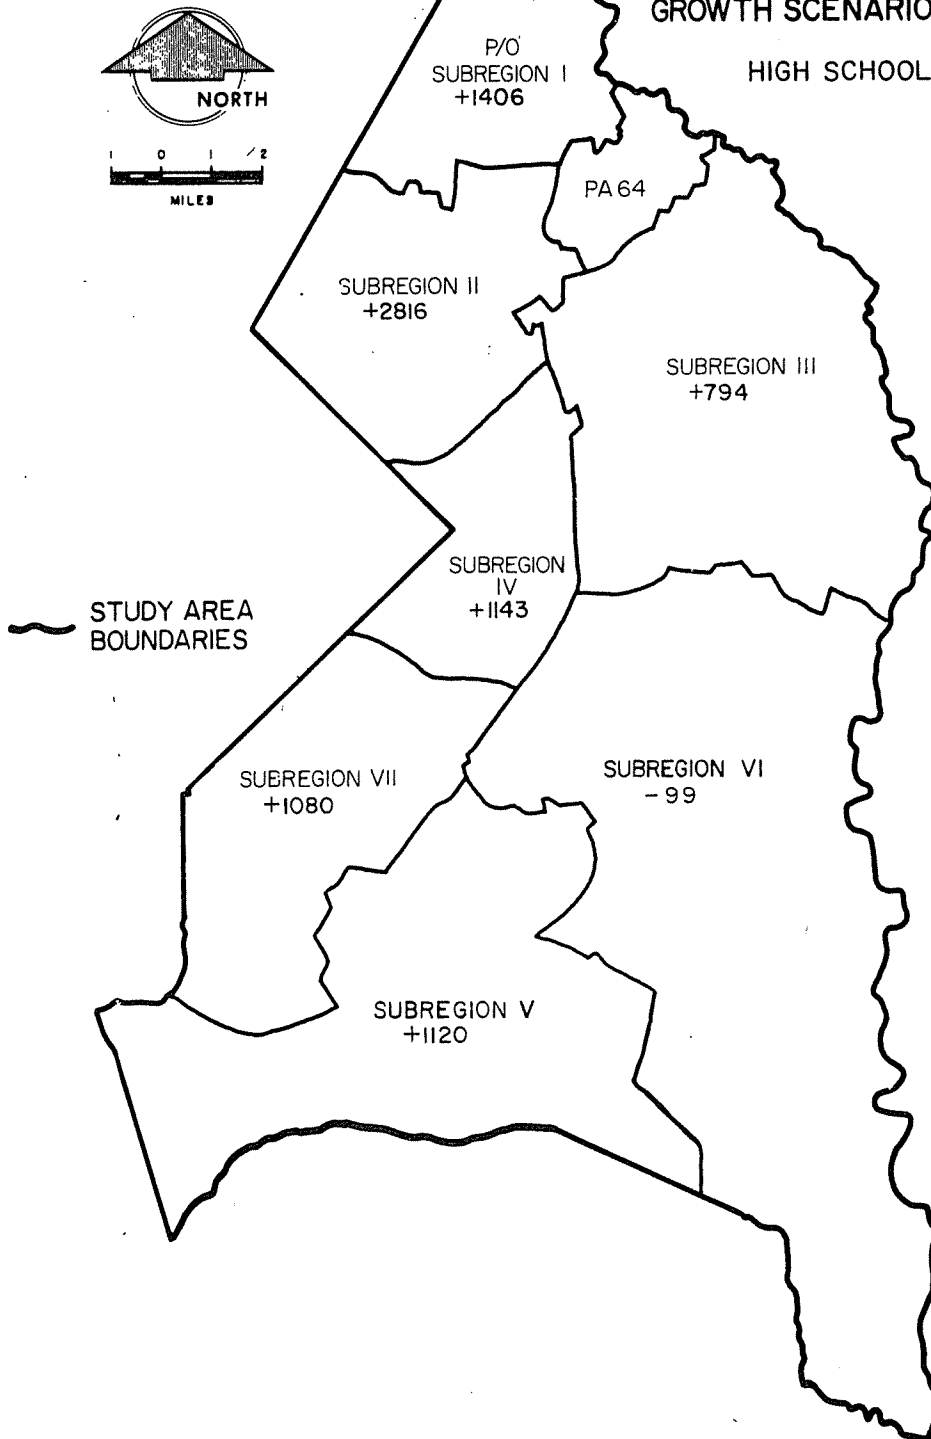 GROWTH SCENARIO
HIGH SCHOOL
NORTH
1 0 1 2
MILES
P/O
SUBREGION I
+1406
PA 64
SUBREGION II
+2816
SUBREGION III
+794
SUBREGION
IV
+1143
STUDY AREA
BOUNDARIES
SUBREGION VII
+1080
SUBREGION VI
-99
SUBREGION V
+1120